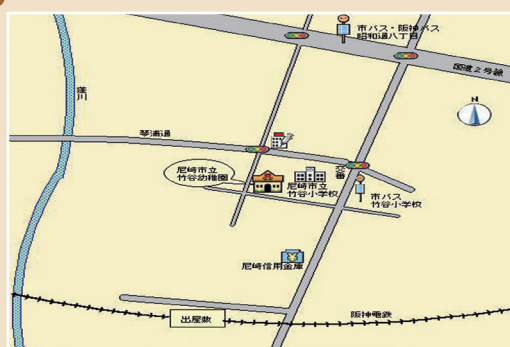 市バス・阪神バス
昭和通八丁目
国道2号線
N
蓬川
琴浦通
尼崎市立
竹谷幼稚園
尼崎市立
竹谷小学校
交番
市バス
竹谷小学校
尼崎信用金庫
出屋敷
阪神電鉄